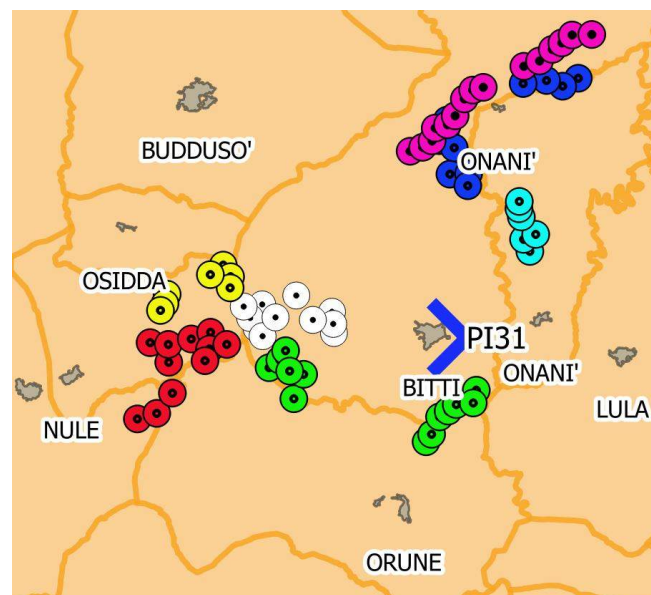 BUDDUSO'
ONANI'
OSIDDA
PI31
ONANI'
BITTI
LULA
NULE
ORUNE